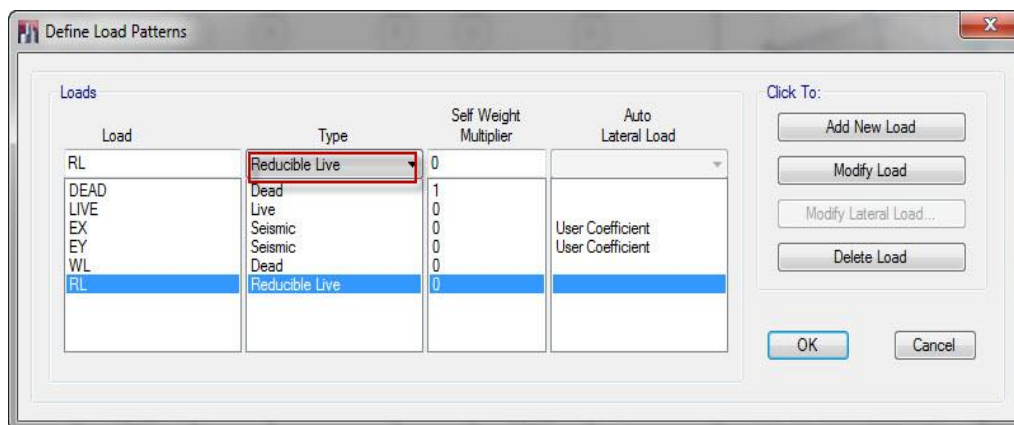 Define Load Patterns
Loads
Click To:
Load Type Self Weight Multiplier Auto Lateral Load
RL Reducible Live 0
DEAD Dead 1
LIVE Live 0
EX Seismic 0 User Coefficient
EY Seismic 0 User Coefficient
WL Dead 0
RL Reducible Live 0
Add New Load
Modify Load
Modify Lateral Load...
Delete Load
OK Cancel